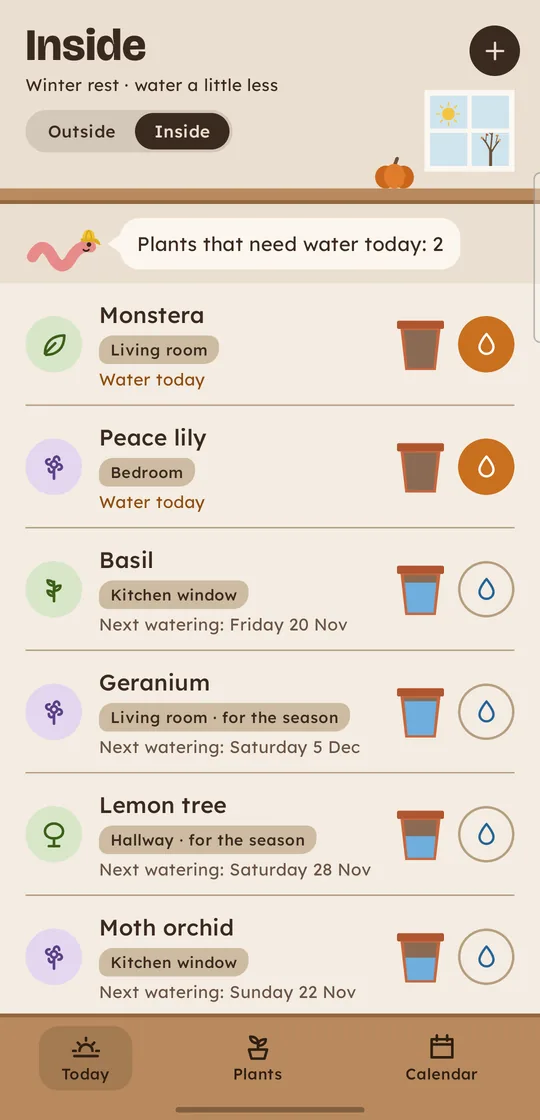 Inside
Winter rest · water a little less
Outside
Inside
Plants that need water today: 2
Monstera
Living room
Water today
Peace lily
Bedroom
Water today
Basil
Kitchen window
Next watering: Friday 20 Nov
Geranium
Living room · for the season
Next watering: Saturday 5 Dec
Lemon tree
Hallway · for the season
Next watering: Saturday 28 Nov
Moth orchid
Kitchen window
Next watering: Sunday 22 Nov
Today
Plants
Calendar